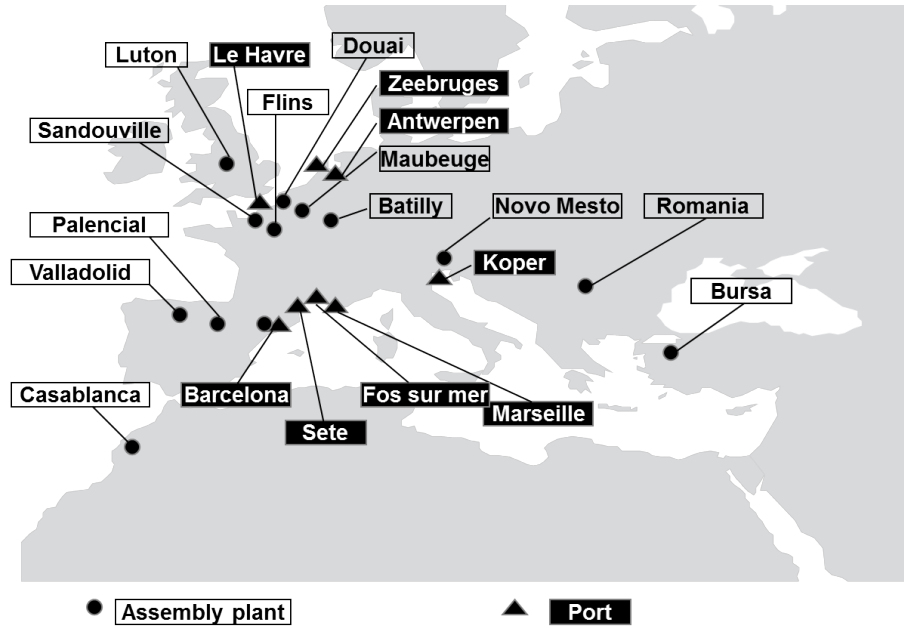 Luton
Le Havre
Douai
Zeebruges
Flins
Antwerpen
Sandouville
Maubeuge
Palencial
Batilly
Novo Mesto
Romania
Valladolid
Koper
Bursa
Casablanca
Barcelona
Fos sur mer
Marseille
Sete
Assembly plant
Port